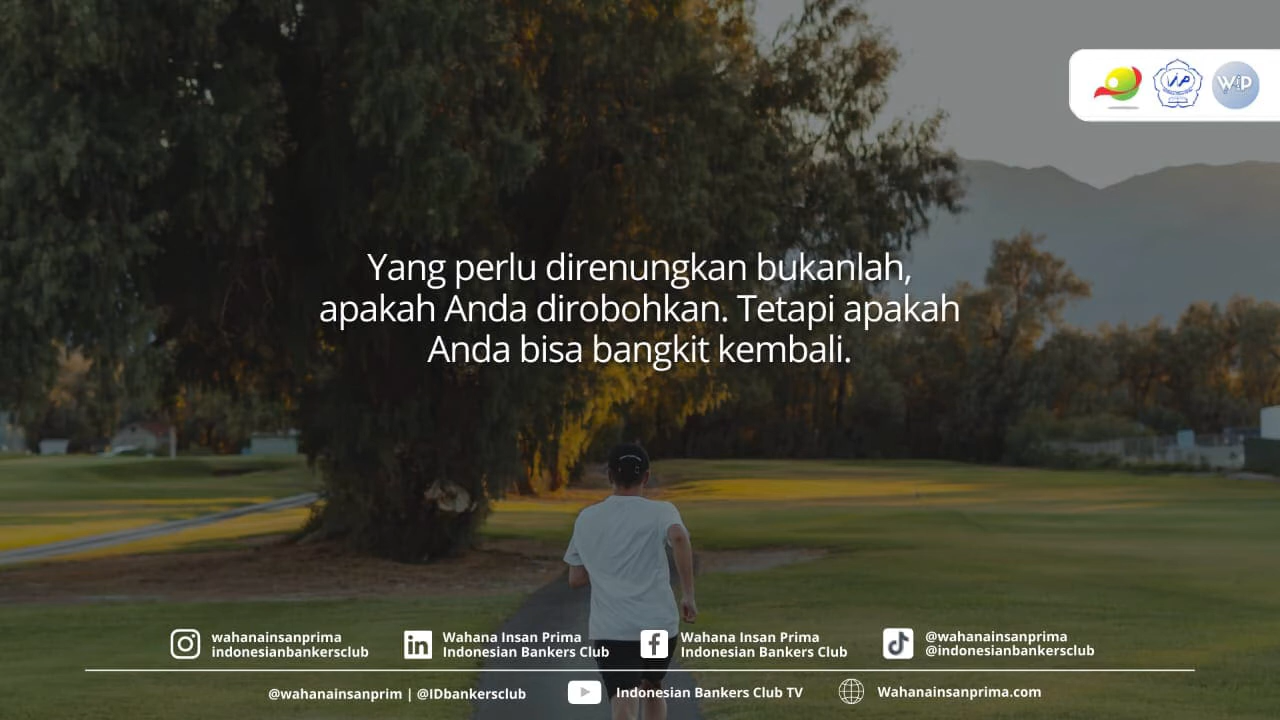 WiP
Yang perlu direnungkan bukanlah,
apakah Anda dirobohkan. Tetapi apakah
Anda bisa bangkit kembali.
wahanainsanprima
indonesianbankersclub
Wahana Insan Prima
Indonesian Bankers Club
Wahana Insan Prima
Indonesian Bankers Club
@wahanainsanprima
@indonesianbankersclub
@wahanainsanprim | @IDbankersclub
Indonesian Bankers Club TV
Wahanainsanprima.com